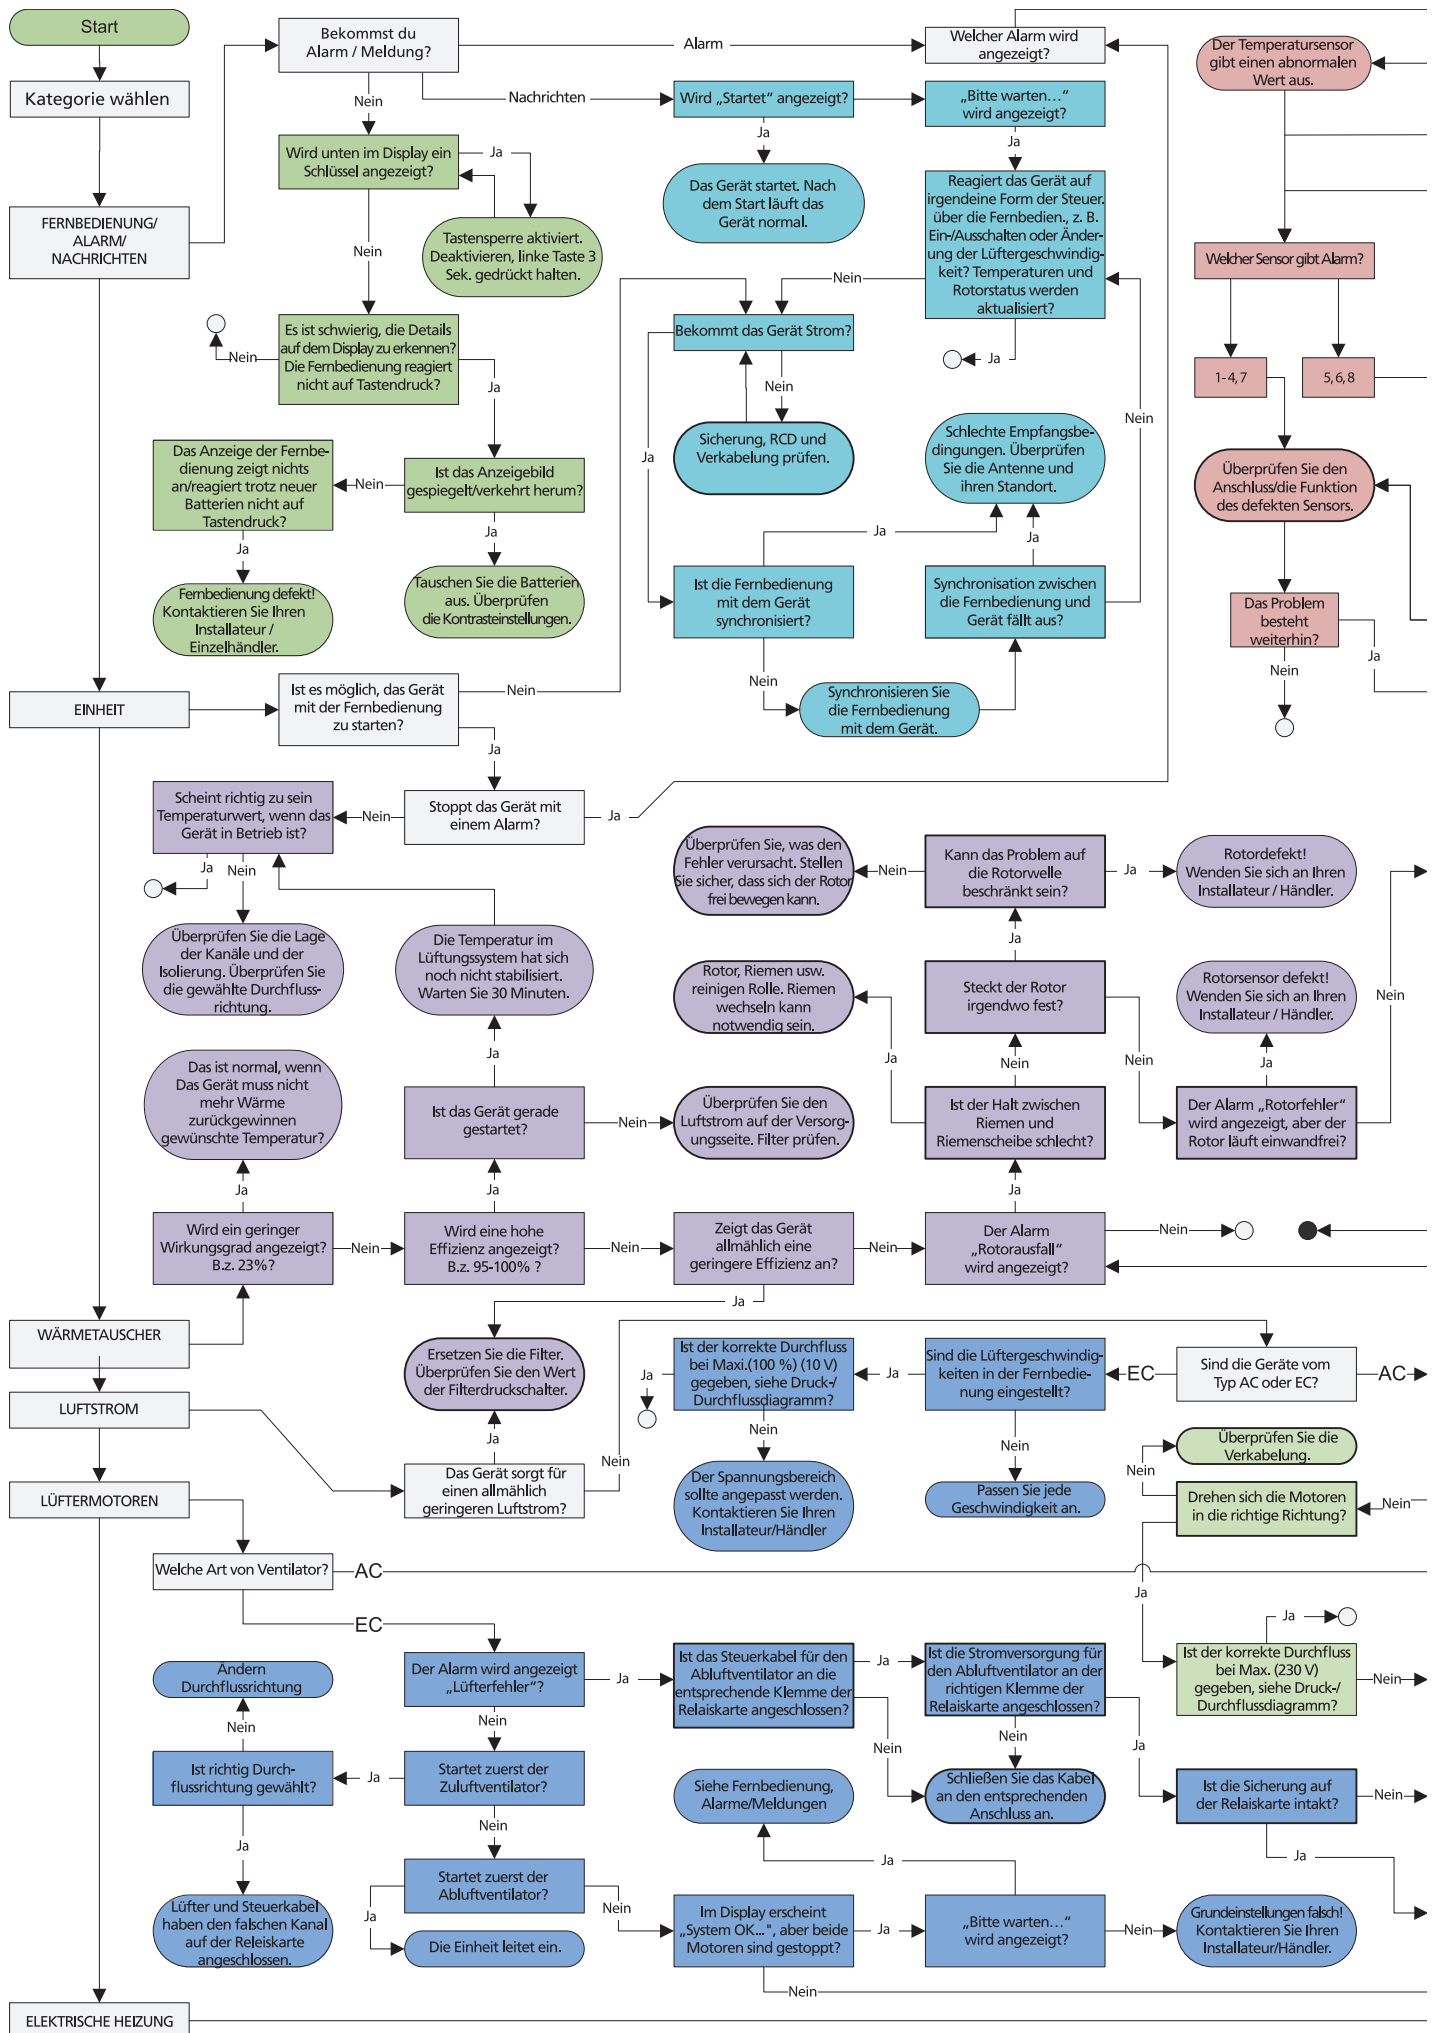 Start
Kategorie wählen
FERNBEDIENUNG/
ALARM/
NACHRICHTEN
Bekommst du
Alarm / Meldung?
Alarm
Welcher Alarm wird
angezeigt?
Nein
Nachrichten
Wird „Startet“ angezeigt?
„Bitte warten...“
wird angezeigt?
Ja
Ja
Der Temperatursensor
gibt einen abnormalen
Wert aus.
Wird unten im Display ein
Schlüssel angezeigt?
Ja
Nein
Tastensperre aktiviert.
Deaktivieren, linke Taste 3
Sek. gedrückt halten.
Das Gerät startet. Nach
dem Start läuft das
Gerät normal.
Reagiert das Gerät auf
irgendeine Form der Steuer.
über die Fernbedien., z. B.
Ein-/Ausschalten oder Änder-
ung der Lüftergeschwindig-
keit? Temperaturen und
Rotorstatus werden
aktualisiert?
Nein
Ja
Nein
Welcher Sensor gibt Alarm?
1-4,7
5,6,8
Es ist schwierig, die Details
auf dem Display zu erkennen?
Die Fernbedienung reagiert
nicht auf Tastendruck?
Nein
Ja
Bekommt das Gerät Strom?
Nein
Ja
Sicherung, RCD und
Verkabelung prüfen.
Schlechte Empfangsbe-
dingungen. Überprüfen
Sie die Antenne und
ihren Standort.
Überprüfen Sie den
Anschluss/die Funktion
des defekten Sensors.
Das Anzeige der Fernbe-
dienung zeigt nichts
an/reagiert trotz neuer
Batterien nicht auf
Tastendruck?
Nein
Ist das Anzeigebild
gespiegelt/verkehrt herum?
Ja
Ja
Ja
Ja
Fernbedienung defekt!
Kontaktieren Sie Ihren
Installateur /
Einzelhändler.
Tauschen Sie die Batterien
aus. Überprüfen
die Kontrasteinstellungen.
Ist die Fernbedienung
mit dem Gerät
synchronisiert?
Synchronisation zwischen
die Fernbedienung und
Gerät fällt aus?
Das Problem
besteht
weiterhin?
Nein
Ja
Nein
EINHEIT
Ist es möglich, das Gerät
mit der Fernbedienung
zu starten?
Nein
Ja
Synchronisieren Sie
die Fernbedienung
mit dem Gerät.
Scheint richtig zu sein
Temperaturwert, wenn das
Gerät in Betrieb ist?
Nein
Stoppt das Gerät mit
einem Alarm?
Ja
Ja
Nein
Überprüfen Sie, was den
Fehler verursacht. Stellen
Sie sicher, dass sich der Rotor
frei bewegen kann.
Nein
Kann das Problem auf
die Rotorwelle
beschränkt sein?
Ja
Rotordefekt!
Wenden Sie sich an Ihren
Installateur / Händler.
Überprüfen Sie die Lage
der Kanäle und der
Isolierung. Überprüfen Sie
die gewählte Durchfluss-
richtung.
Die Temperatur im
Lüftungssystem hat sich
noch nicht stabilisiert.
Warten Sie 30 Minuten.
Ja
Rotor, Riemen usw.
reinigen Rolle. Riemen
wechseln kann
notwendig sein.
Steckt der Rotor
irgendwo fest?
Rotorsensor defekt!
Wenden Sie sich an Ihren
Installateur / Händler.
Nein
Ja
Ja
Nein
Nein
Ja
Das ist normal, wenn
Das Gerät muss nicht
mehr Wärme
zurückgewinnen
gewünschte Temperatur?
Ist das Gerät gerade
gestartet?
Nein
Überprüfen Sie den
Luftstrom auf der Versor-
gungsseite. Filter prüfen.
Ist der Halt zwischen
Riemen und
Riemenscheibe schlecht?
Der Alarm „Rotorfehler“
wird angezeigt, aber der
Rotor läuft einwandfrei?
Ja
Ja
Ja
Wird ein geringer
Wirkungsgrad angezeigt?
B.z. 23%?
Nein
Wird eine hohe
Effizienz angezeigt?
B.z. 95-100% ?
Nein
Zeigt das Gerät
allmählich eine
geringere Effizienz an?
Nein
Der Alarm
„Rotorausfall“
wird angezeigt?
Nein
Ja
WÄRMETAUSCHER
Ersetzen Sie die Filter.
Überprüfen Sie den Wert
der Filterdruckschalter.
Ja
Ist der korrekte Durchfluss
bei Maxi.(100 %) (10 V)
gegeben, siehe Druck-/
Durchflussdiagramm?
Ja
Sind die Lüftergeschwindig-
keiten in der Fernbedie-
nung eingestellt?
EC
Sind die Geräte vom
Typ AC oder EC?
AC
LUFTSTROM
Ja
Nein
Nein
Nein
Überprüfen Sie die
Verkabelung.
Nein
LÜFTERMOTOREN
Das Gerät sorgt für
einen allmählich
geringeren Luftstrom?
Der Spannungsbereich
sollte angepasst werden.
Kontaktieren Sie Ihren
Installateur/Händler
Passen Sie jede
Geschwindigkeit an.
Drehen sich die Motoren
in die richtige Richtung?
Nein
Welche Art von Ventilator?
AC
Ja
EC
Ja
Ändern
Durchflussrichtung
Der Alarm wird angezeigt
„Lüfterfehler“?
Ja
Ist das Steuerkabel für den
Abluftventilator an die
entsprechende Klemme der
Relaiskarte angeschlossen?
Ja
Ist die Stromversorgung für
den Abluftventilator an der
richtigen Klemme der
Relaiskarte angeschlossen?
Ist der korrekte Durchfluss
bei Max. (230 V)
gegeben, siehe Druck-/
Durchflussdiagramm?
Nein
Nein
Nein
Nein
Nein
Ja
Ist richtig Durch-
flussrichtung gewählt?
Ja
Startet zuerst der
Zuluftventilator?
Siehe Fernbedienung,
Alarme/Meldungen
Schließen Sie das Kabel
an den entsprechenden
Anschluss an.
Ist die Sicherung auf
der Relaiskarte intakt?
Nein
Nein
Ja
Ja
Ja
Startet zuerst der
Abluftventilator?
Nein
Ja
Lüfter und Steuerkabel
haben den falschen Kanal
auf der Releiskarte
angeschlossen.
Die Einheit leitet ein.
Im Display erscheint
„System OK...", aber beide
Motoren sind gestoppt?
Ja
„Bitte warten...“
wird angezeigt?
Nein
Grundeinstellungen falsch!
Kontaktieren Sie Ihren
Installateur/Händler.
Nein
ELEKTRISCHE HEIZUNG